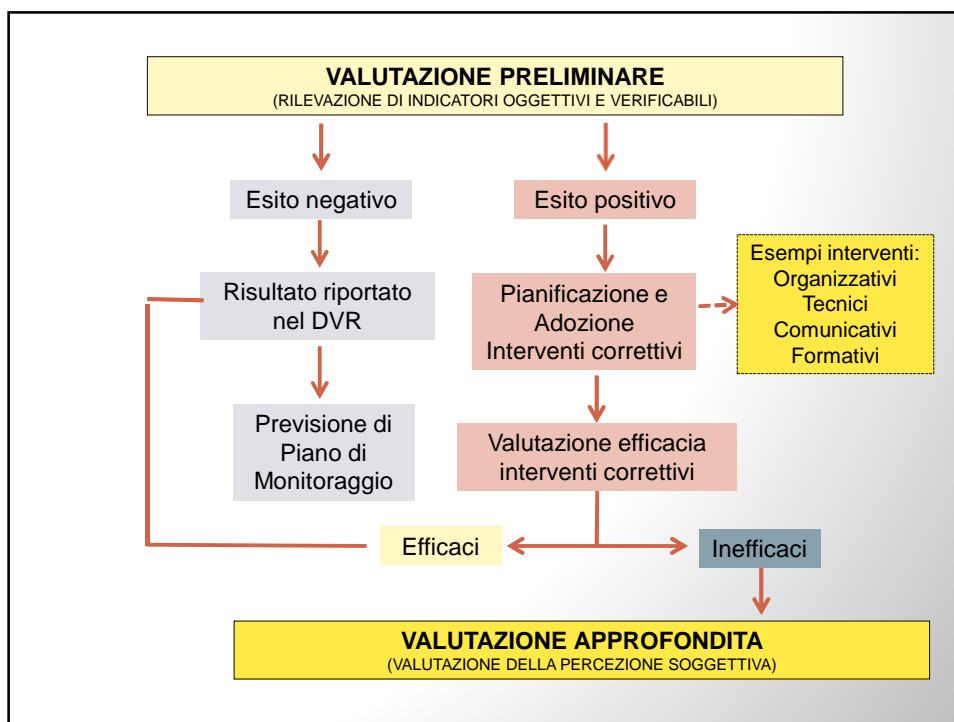 VALUTAZIONE PRELIMINARE
(RILEVAZIONE DI INDICATORI OGGETTIVI E VERIFICABILI)
Esito negativo
Esito positivo
Risultato riportato
nel DVR
Pianificazione e
Adozione
Interventi correttivi
Esempi interventi:
Organizzativi
Tecnici
Comunicativi
Formativi
Previsione di
Piano di
Monitoraggio
Valutazione efficacia
interventi correttivi
Efficaci
Inefficaci
VALUTAZIONE APPROFONDITA
(VALUTAZIONE DELLA PERCEZIONE SOGGETTIVA)